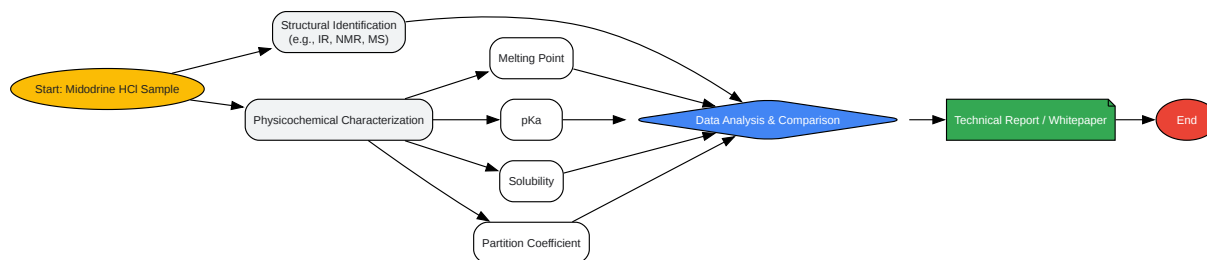 Start: Midodrine HCl Sample
Structural Identification
(e.g., IR, NMR, MS)
Physicochemical Characterization
Melting Point
pKa
Solubility
Partition Coefficient
Data Analysis & Comparison
Technical Report / Whitepaper
End